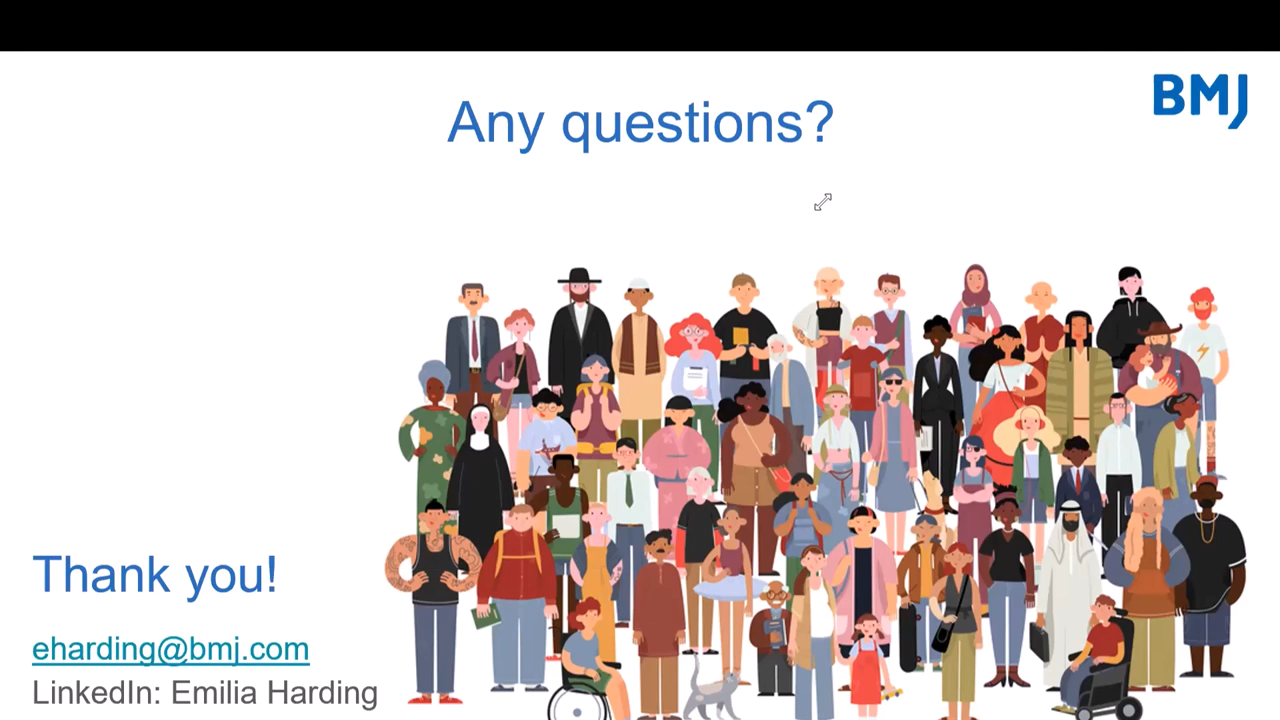 BMJ
Any questions?
Thank you!
eharding@bmj.com
LinkedIn: Emilia Harding